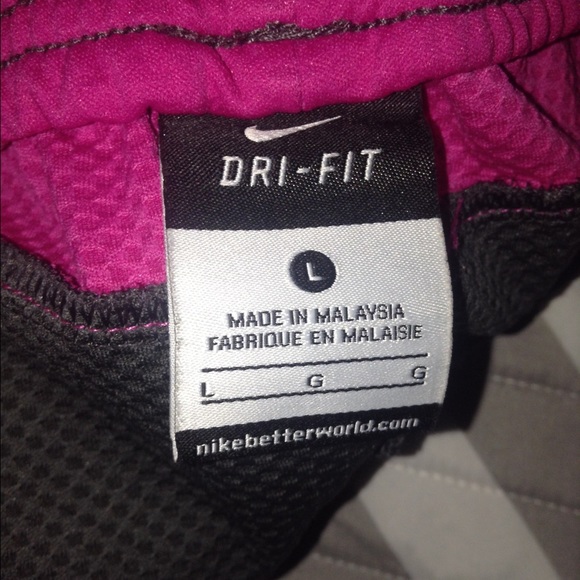 DRI-FIT
L
MADE IN MALAYSIA
FABRIQUE EN MALAISIE
L G G
nikebetterworld.com